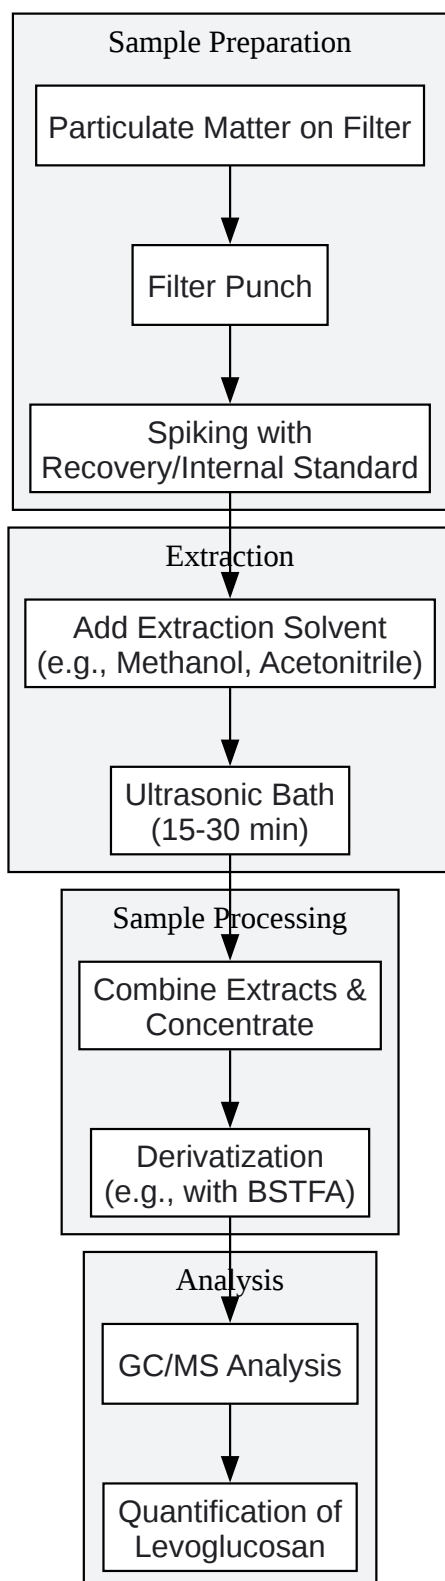 Sample Preparation
Particulate Matter on Filter
Filter Punch
Spiking with
Recovery/Internal Standard
Extraction
Add Extraction Solvent
(e.g., Methanol, Acetonitrile)
Ultrasonic Bath
(15-30 min)
Sample Processing
Combine Extracts &
Concentrate
Derivatization
(e.g., with BSTFA)
Analysis
GC/MS Analysis
Quantification of
Levoglucosan